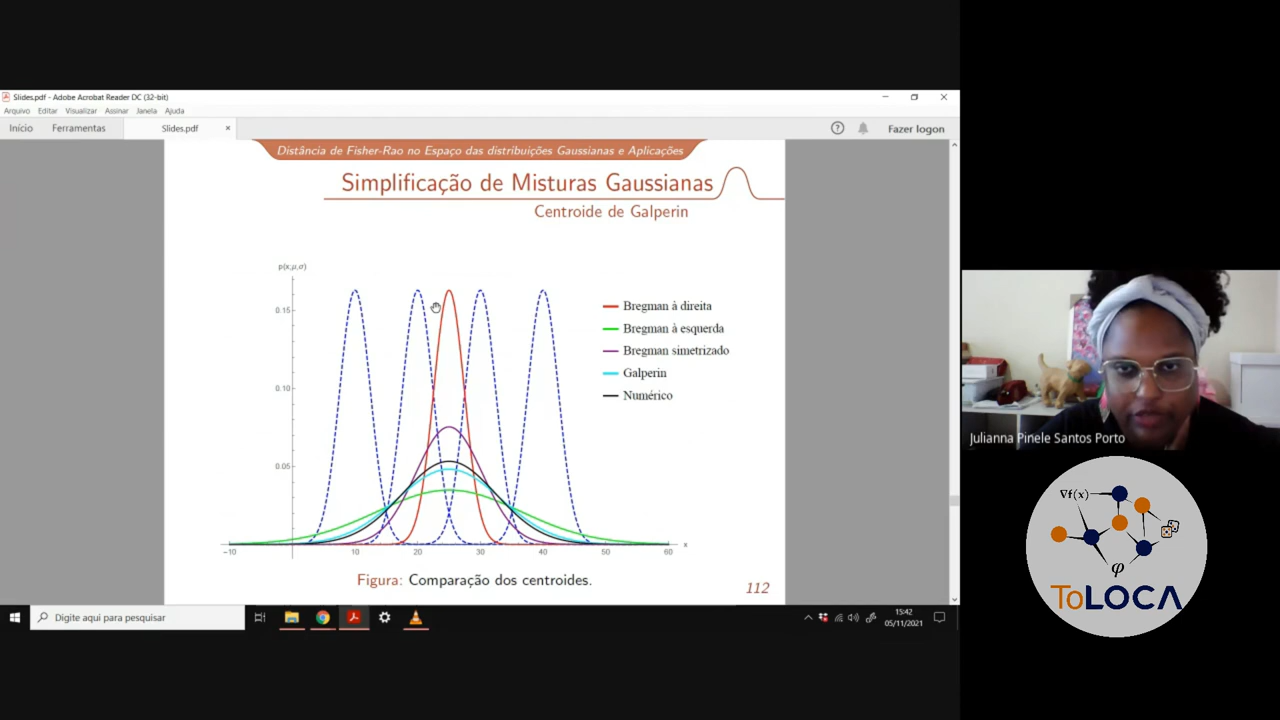 Slides.pdf - Adobe Acrobat Reader DC (32-bit)
Arquivo Editar Visualizar Assinar Janela Ajuda
Início Ferramentas Slides.pdf × Fazer logon
Distância de Fisher-Rao no Espaço das distribuições Gaussianas e Aplicações
Simplificação de Misturas Gaussianas
Centroide de Galperin
p(x;μ,σ)
0.15
0.10
0.05
-10 10 20 30 40 50 60 x
Bregman à direita
Bregman à esquerda
Bregman simetrizado
Galperin
Numérico
Figura: Comparação dos centroides.
112
Digite aqui para pesquisar
15:42
05/11/2021
Julianna Pinele Santos Porto
∇f(x)
φ
ToLOCA